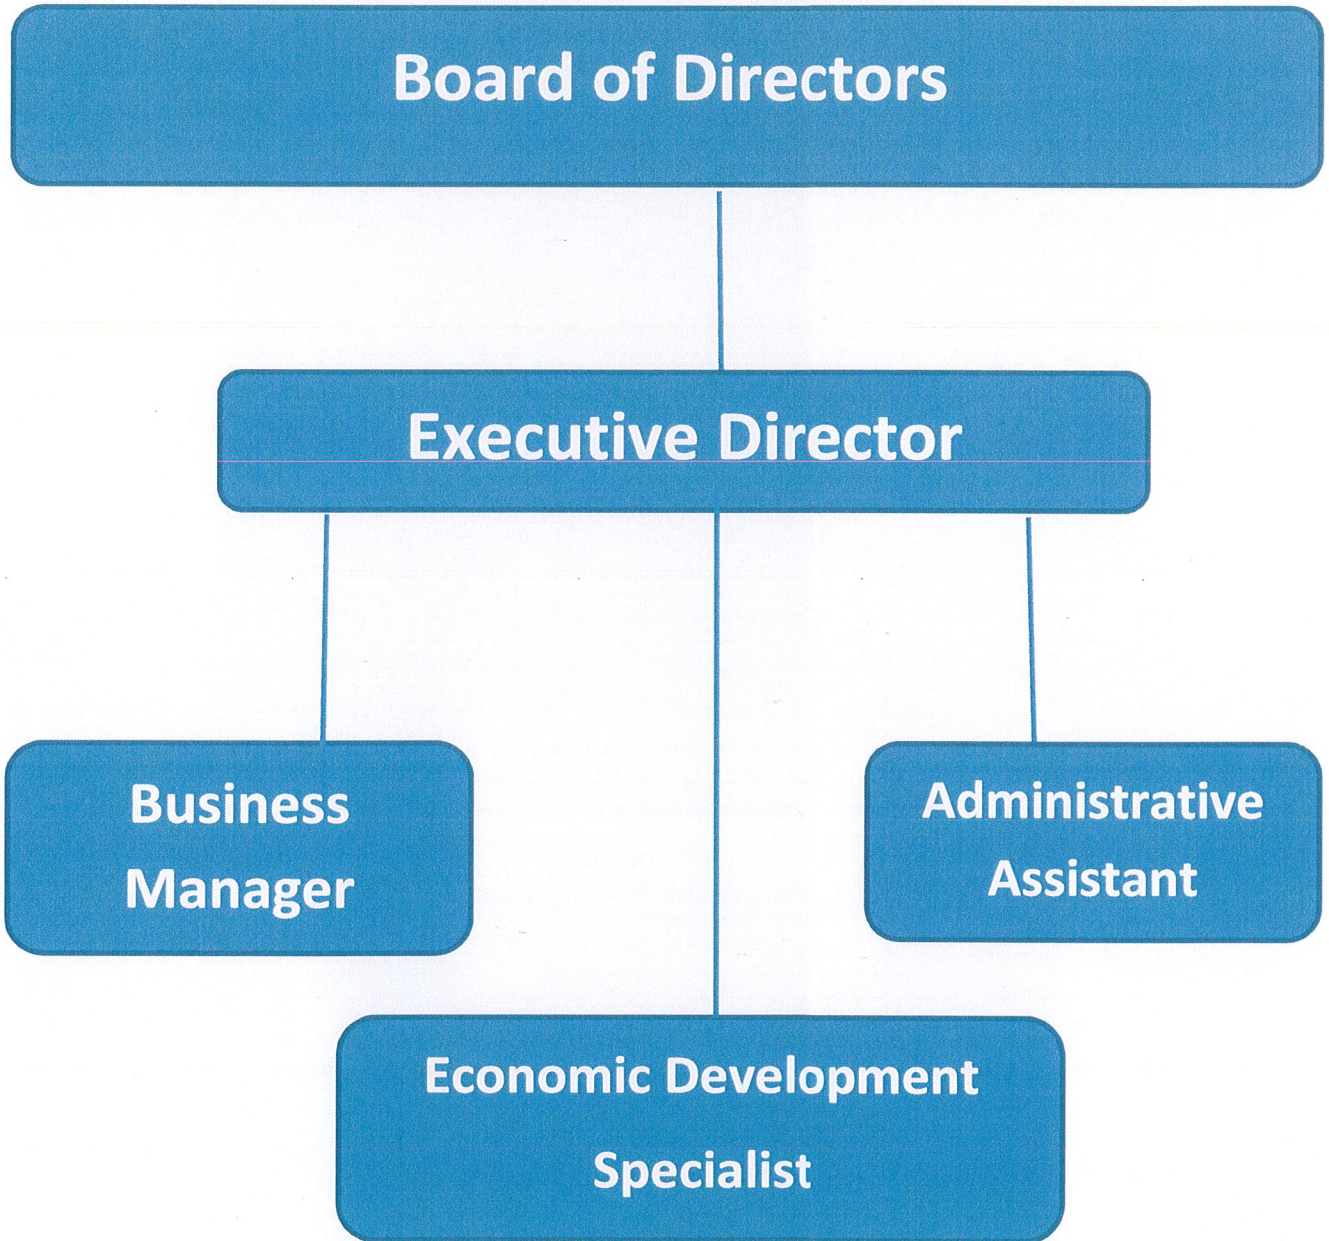 Board of Directors
Executive Director
Business
Manager
Administrative
Assistant
Economic Development
Specialist